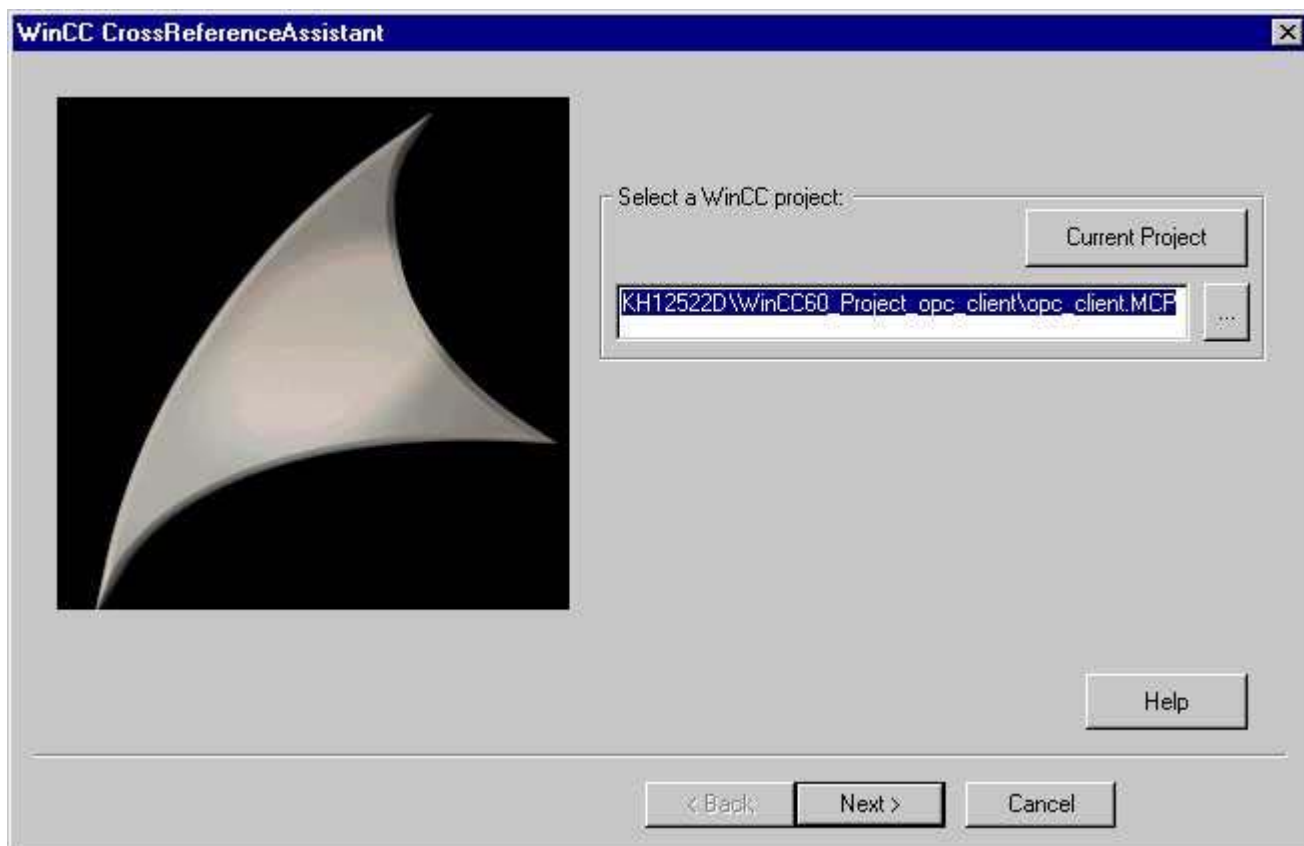 WinCC CrossReferenceAssistant
Select a WinCC project:
Current Project
KH12522D\WinCC60_Project_opc_client\opc_client.MCP
...
Help
< Back
Next >
Cancel